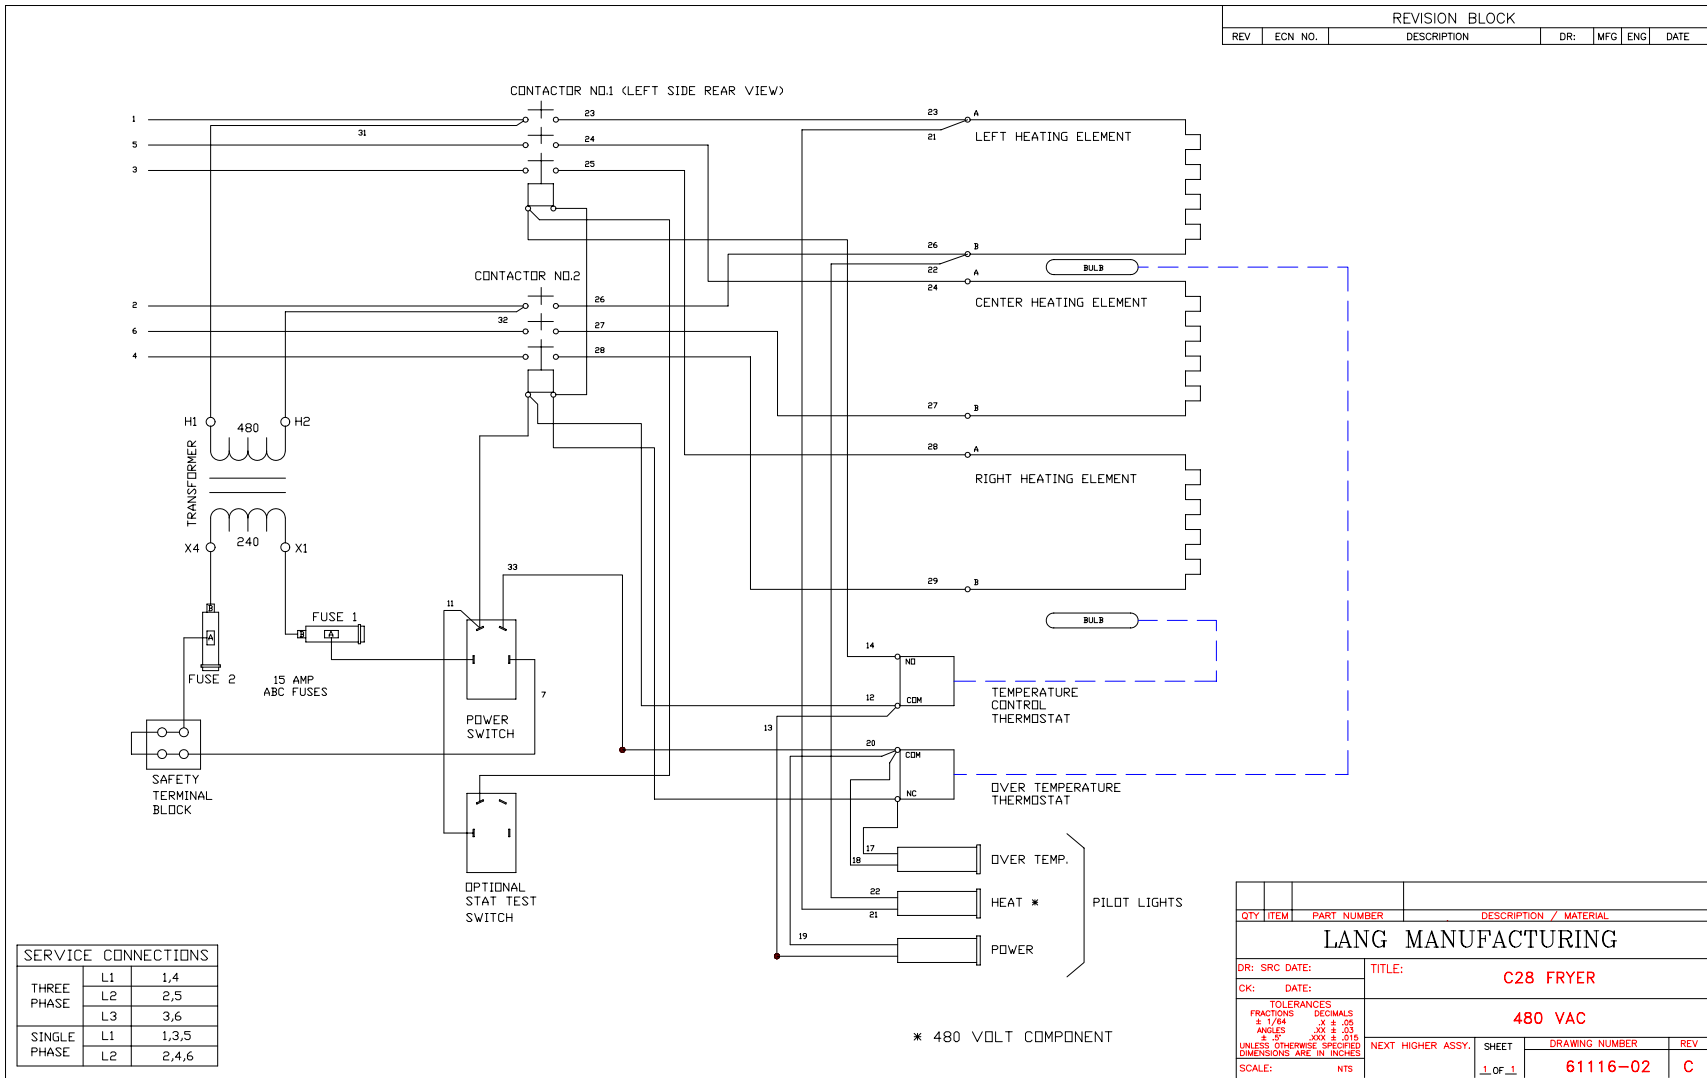 REVISION BLOCK
REV ECN NO. DESCRIPTION DR: MFG ENG DATE
CONTACTOR NO.1 (LEFT SIDE REAR VIEW)
1
31
23
23 A
21
LEFT HEATING ELEMENT
5
24
3
25
26 B
22
BULB
A
24
CENTER HEATING ELEMENT
CONTACTOR NO.2
2
26
32
6
27
4
28
27 B
H1
480
H2
TRANSFORMER
28 A
RIGHT HEATING ELEMENT
X4
240
X1
33
29 B
11
B
A
FUSE 1
B
A
BULB
FUSE 2
15 AMP
ABC FUSES
7
14
NO
12
COM
13
TEMPERATURE
CONTROL
THERMOSTAT
POWER
SWITCH
20
COM
NC
OVER TEMPERATURE
THERMOSTAT
SAFETY
TERMINAL
BLOCK
17
18
OVER TEMP.
OPTIONAL
STAT TEST
SWITCH
22
21
HEAT *
PILOT LIGHTS
19
POWER
SERVICE CONNECTIONS
THREE
PHASE
L1 1,4
L2 2,5
L3 3,6
SINGLE
PHASE
L1 1,3,5
L2 2,4,6
* 480 VOLT COMPONENT
QTY ITEM PART NUMBER DESCRIPTION / MATERIAL
LANG MANUFACTURING
DR: SRC DATE:
TITLE:
C28 FRYER
CK: DATE:
TOLERANCES
FRACTIONS DECIMALS
± 1/64 .X ± .05
ANGLES .XX ± .03
± .5° .XXX ± .015
UNLESS OTHERWISE SPECIFIED
DIMENSIONS ARE IN INCHES
480 VAC
NEXT HIGHER ASSY.
SHEET
1 OF 1
DRAWING NUMBER
61116-02
REV
C
SCALE: NTS